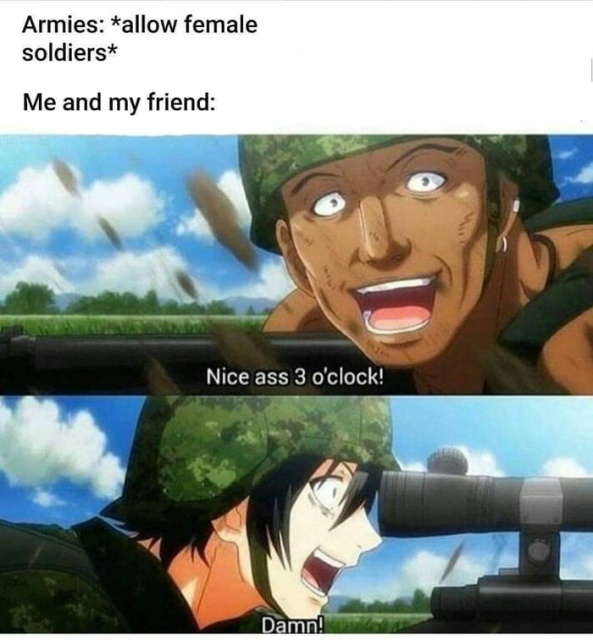 Armies: *allow female
soldiers*
Me and my friend:
Nice ass 3 o'clock!
Damn!